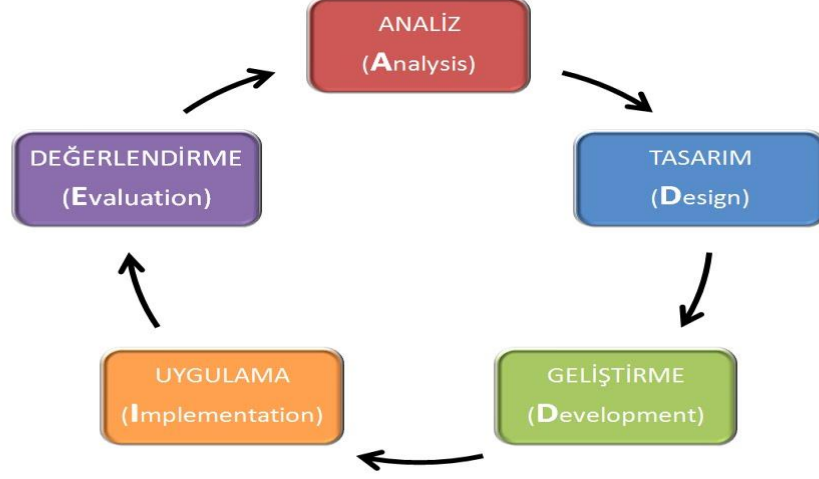 ANALİZ
(Analysis)
TASARIM
(Design)
GELİŞTİRME
(Development)
UYGULAMA
(Implementation)
DEĞERLENDİRME
(Evaluation)